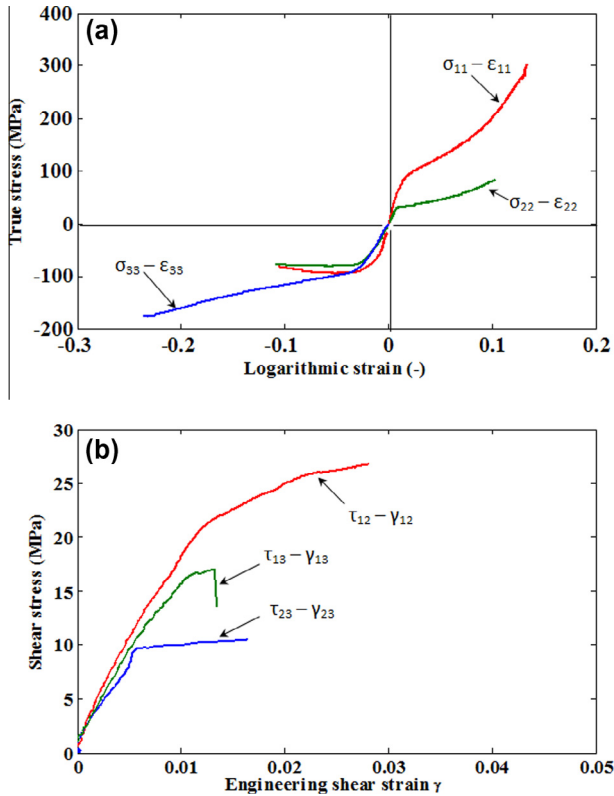 (a)
400
300
200
100
0
-100
-200
True stress (MPa)
σ11 – ε11
σ22 – ε22
σ33 – ε33
-0.3 -0.2 -0.1 0 0.1 0.2
Logarithmic strain (-)
(b)
30
25
20
15
10
5
0
Shear stress (MPa)
τ12 – γ12
τ13 – γ13
τ23 – γ23
0 0.01 0.02 0.03 0.04 0.05
Engineering shear strain γ